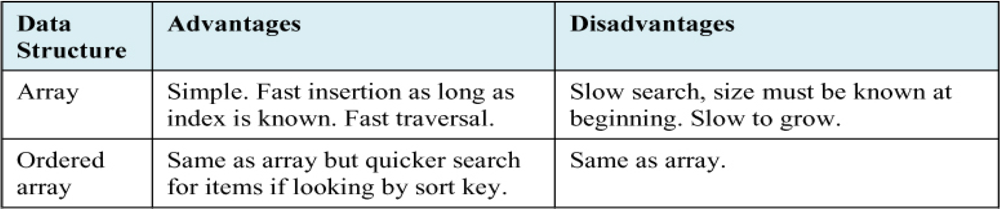 Data
Structure
Advantages
Disadvantages
Array
Simple. Fast insertion as long as
index is known. Fast traversal.
Slow search, size must be known at
beginning. Slow to grow.
Ordered
array
Same as array but quicker search
for items if looking by sort key.
Same as array.